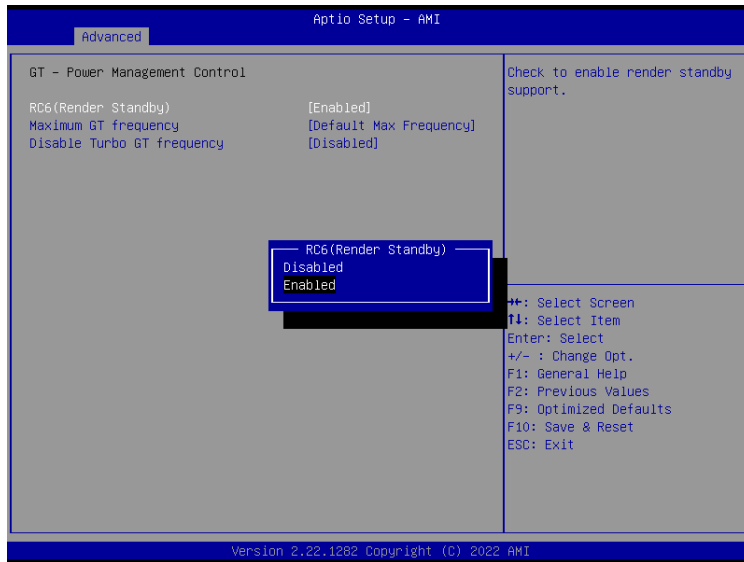 Aptio Setup – AMI
Advanced
GT – Power Management Control
RC6(Render Standby) [Enabled]
Maximum GT frequency [Default Max Frequency]
Disable Turbo GT frequency [Disabled]
RC6(Render Standby)
Disabled
Enabled
Check to enable render standby
support.
→←: Select Screen
↑↓: Select Item
Enter: Select
+/– : Change Opt.
F1: General Help
F2: Previous Values
F9: Optimized Defaults
F10: Save & Reset
ESC: Exit
Version 2.22.1282 Copyright (C) 2022 AMI